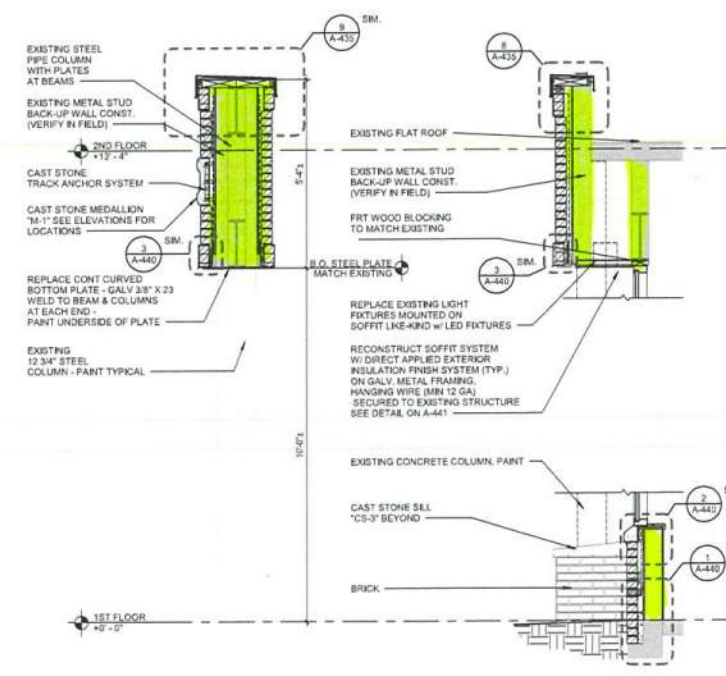 9
A-435
SIM.
EXISTING STEEL
PIPE COLUMN
WITH PLATES
AT BEAMS
EXISTING METAL STUD
BACK-UP WALL CONST.
(VERIFY IN FIELD)
2ND FLOOR
+13' - 4"
CAST STONE
TRACK ANCHOR SYSTEM
CAST STONE MEDALLION
"M-1" SEE ELEVATIONS FOR
LOCATIONS
3
A-440
SIM.
REPLACE CONT CURVED
BOTTOM PLATE - GALV 3/8" X 23
WELD TO BEAM & COLUMNS
AT EACH END -
PAINT UNDERSIDE OF PLATE
EXISTING
12 3/4" STEEL
COLUMN - PAINT TYPICAL
5'-4"±
B.O. STEEL PLATE
MATCH EXISTING
10'-0"±
1ST FLOOR
+0' - 0"
8
A-435
EXISTING FLAT ROOF
EXISTING METAL STUD
BACK-UP WALL CONST.
(VERIFY IN FIELD)
FRT WOOD BLOCKING
TO MATCH EXISTING
SIM.
3
A-440
REPLACE EXISTING LIGHT
FIXTURES MOUNTED ON
SOFFIT LIKE-KIND w/ LED FIXTURES
RECONSTRUCT SOFFIT SYSTEM
W/ DIRECT APPLIED EXTERIOR
INSULATION FINISH SYSTEM (TYP.)
ON GALV. METAL FRAMING,
HANGING WIRE (MIN 12 GA)
SECURED TO EXISTING STRUCTURE
SEE DETAIL ON A-441
EXISTING CONCRETE COLUMN, PAINT
CAST STONE SILL
"CS-3" BEYOND
BRICK
2
A-440
1
A-440